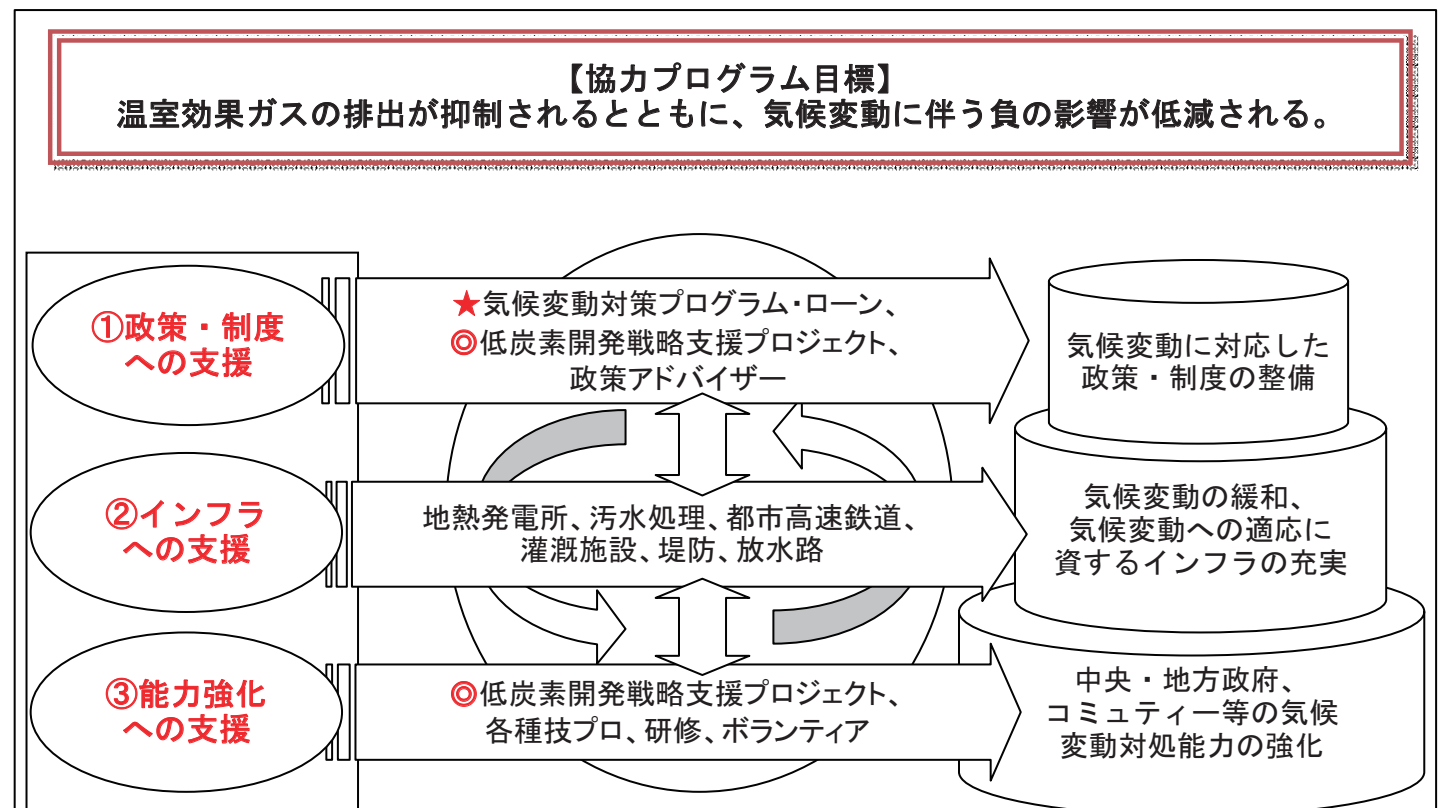 【協力プログラム目標】
温室効果ガスの排出が抑制されるとともに、気候変動に伴う負の影響が低減される。
①政策・制度
への支援
★気候変動対策プログラム・ローン、
◎低炭素開発戦略支援プロジェクト、
政策アドバイザー
気候変動に対応した
政策・制度の整備
②インフラ
への支援
地熱発電所、汚水処理、都市高速鉄道、
灌漑施設、堤防、放水路
気候変動の緩和、
気候変動への適応に
資するインフラの充実
③能力強化
への支援
◎低炭素開発戦略支援プロジェクト、
各種技プロ、研修、ボランティア
中央・地方政府、
コミュティー等の気候
変動対処能力の強化